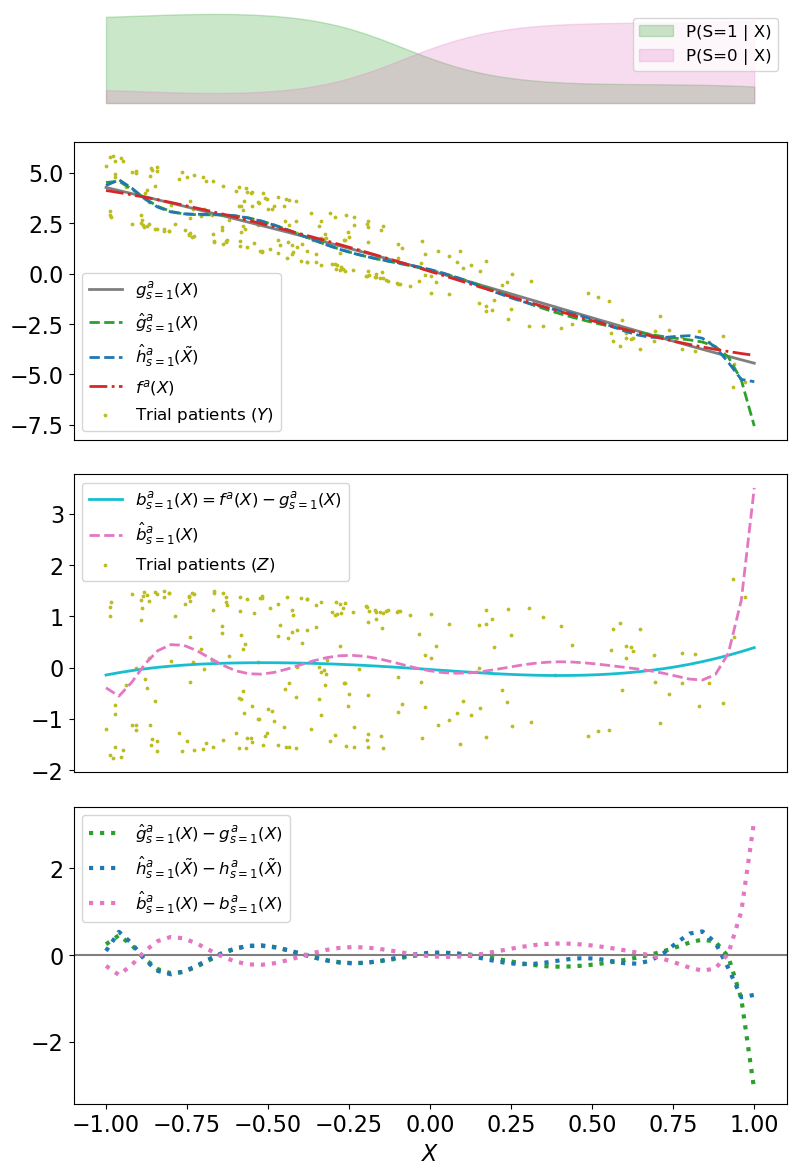 P(S=1 | X)
P(S=0 | X)
5.0
2.5
0.0
−2.5
−5.0
−7.5
$g^a_{s=1}(X)$
$\hat{g}^a_{s=1}(X)$
$\hat{h}^a_{s=1}(\tilde{X})$
$f^a(X)$
Trial patients (Y)
3
2
1
0
−1
−2
$b^a_{s=1}(X) = f^a(X) − g^a_{s=1}(X)$
$\hat{b}^a_{s=1}(X)$
Trial patients (Z)
2
0
−2
$\hat{g}^a_{s=1}(X) − g^a_{s=1}(X)$
$\hat{h}^a_{s=1}(\tilde{X}) − h^a_{s=1}(\tilde{X})$
$\hat{b}^a_{s=1}(X) − b^a_{s=1}(X)$
−1.00 −0.75 −0.50 −0.25 0.00 0.25 0.50 0.75 1.00
X